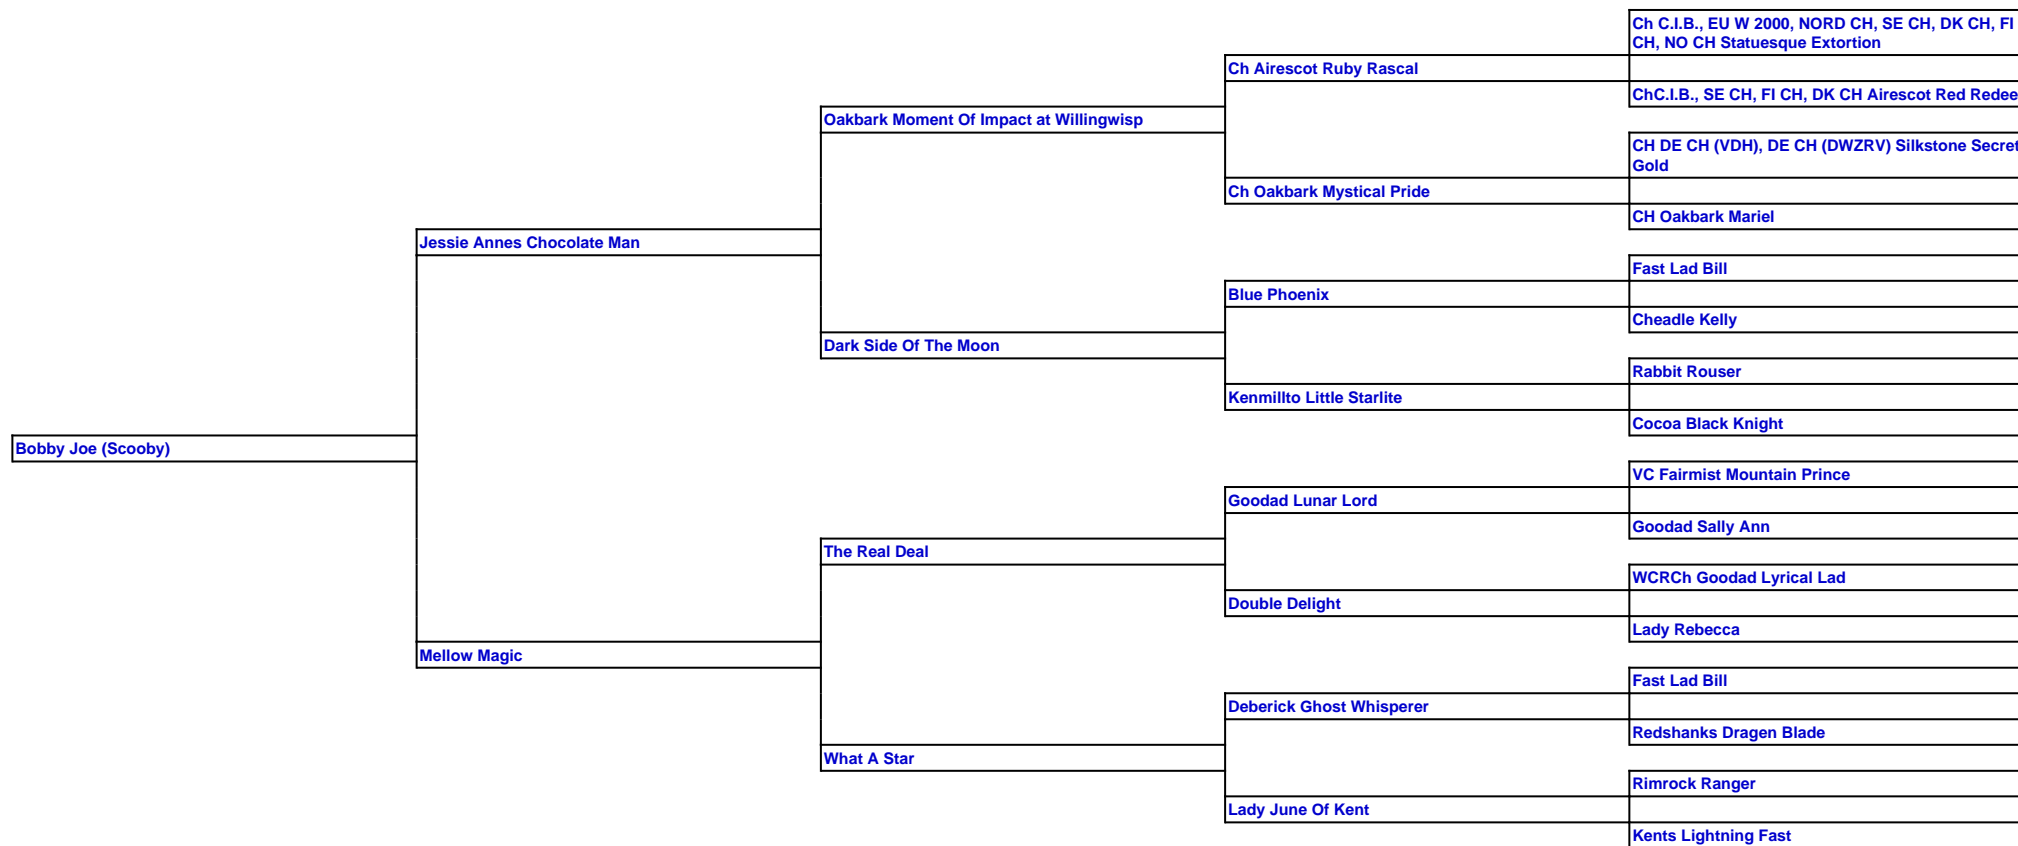 Ch C.I.B., EU W 2000, NORD CH, SE CH, DK CH, FI
CH, NO CH Statuesque Extortion
Ch Airescot Ruby Rascal
ChC.I.B., SE CH, FI CH, DK CH Airescot Red Redee
Oakbark Moment Of Impact at Willingwisp
CH DE CH (VDH), DE CH (DWZRV) Silkstone Secret
Gold
Ch Oakbark Mystical Pride
CH Oakbark Mariel
Jessie Annes Chocolate Man
Fast Lad Bill
Blue Phoenix
Cheadle Kelly
Dark Side Of The Moon
Rabbit Rouser
Kenmillto Little Starlite
Cocoa Black Knight
Bobby Joe (Scooby)
VC Fairmist Mountain Prince
Goodad Lunar Lord
Goodad Sally Ann
The Real Deal
WCRCh Goodad Lyrical Lad
Double Delight
Lady Rebecca
Mellow Magic
Fast Lad Bill
Deberick Ghost Whisperer
Redshanks Dragen Blade
What A Star
Rimrock Ranger
Lady June Of Kent
Kents Lightning Fast